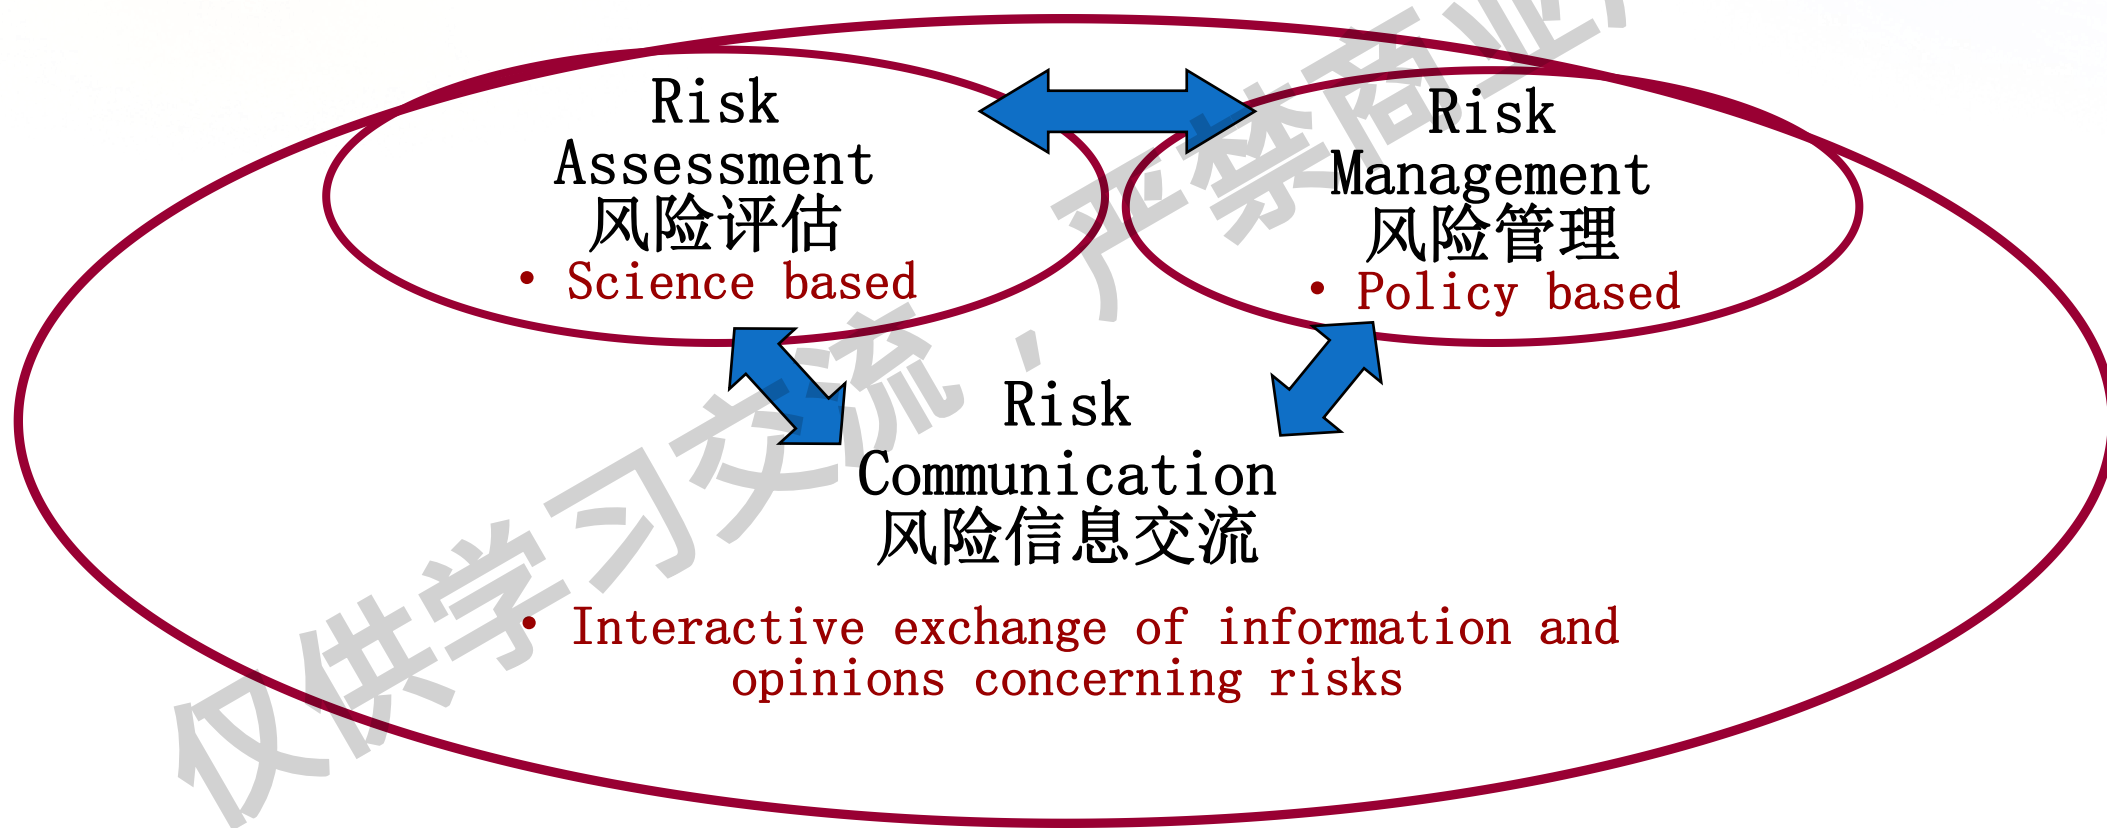 Risk
Assessment
风险评估
• Science based
Risk
Management
风险管理
• Policy based
Risk
Communication
风险信息交流
• Interactive exchange of information and
opinions concerning risks
仅供学习交流，严禁商业